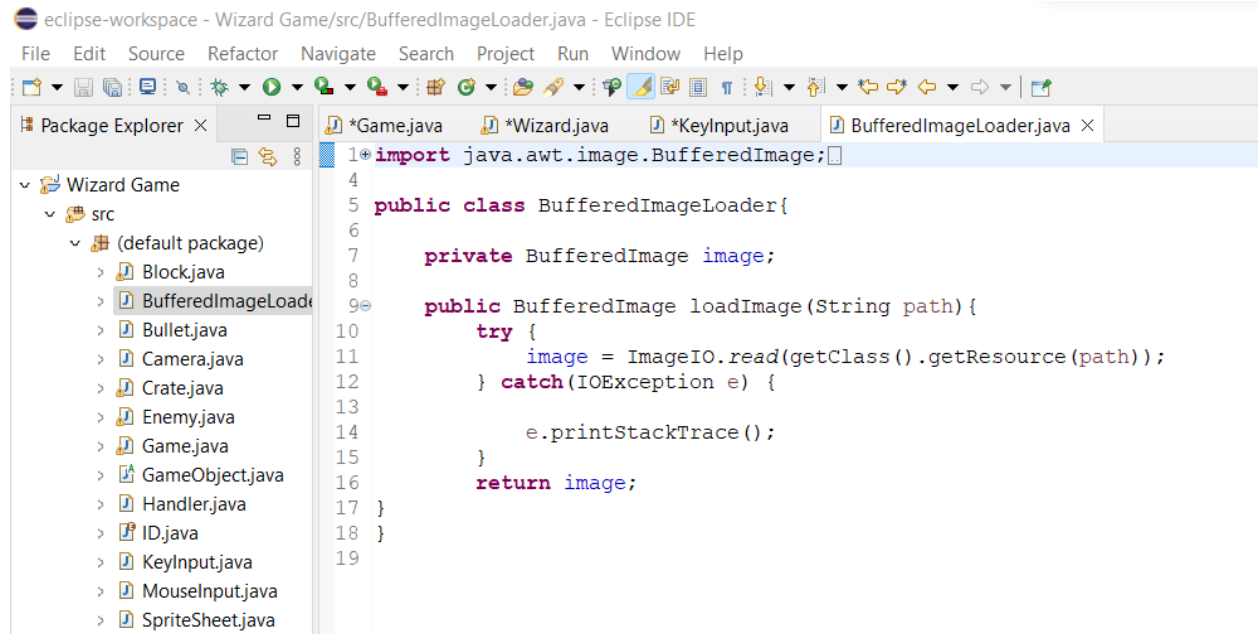 eclipse-workspace - Wizard Game/src/BufferedImageLoader.java - Eclipse IDE
File Edit Source Refactor Navigate Search Project Run Window Help
Package Explorer
Wizard Game
src
(default package)
Block.java
BufferedImageLoade
Bullet.java
Camera.java
Crate.java
Enemy.java
Game.java
GameObject.java
Handler.java
ID.java
KeyInput.java
MouseInput.java
SpriteSheet.java
*Game.java *Wizard.java *KeyInput.java BufferedImageLoader.java
1 import java.awt.image.BufferedImage;
4
5 public class BufferedImageLoader{
6
7 private BufferedImage image;
8
9 public BufferedImage loadImage(String path){
10 try {
11 image = ImageIO.read(getClass().getResource(path));
12 } catch(IOException e) {
13
14 e.printStackTrace();
15 }
16 return image;
17 }
18 }
19